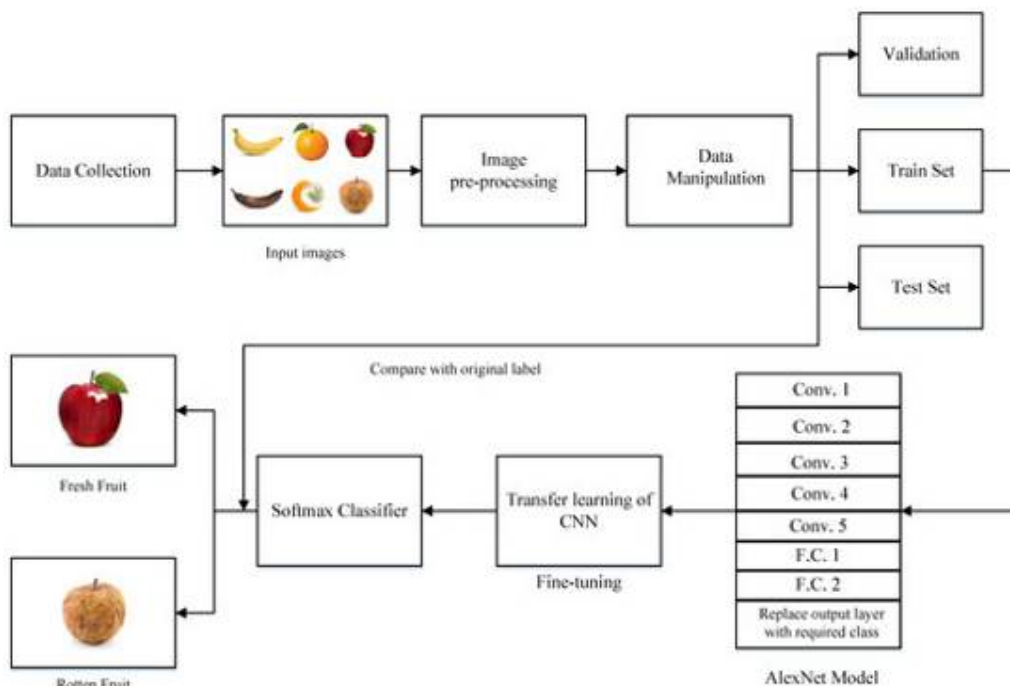 Validation
Data Collection
Image
pre-processing
Data
Manipulation
Train Set
Input images
Test Set
Compare with original label
Conv. 1
Conv. 2
Conv. 3
Conv. 4
Conv. 5
F.C. 1
F.C. 2
Replace output layer
with required class
AlexNet Model
Transfer learning of
CNN
Fine-tuning
Softmax Classifier
Fresh Fruit
Rotten Fruit